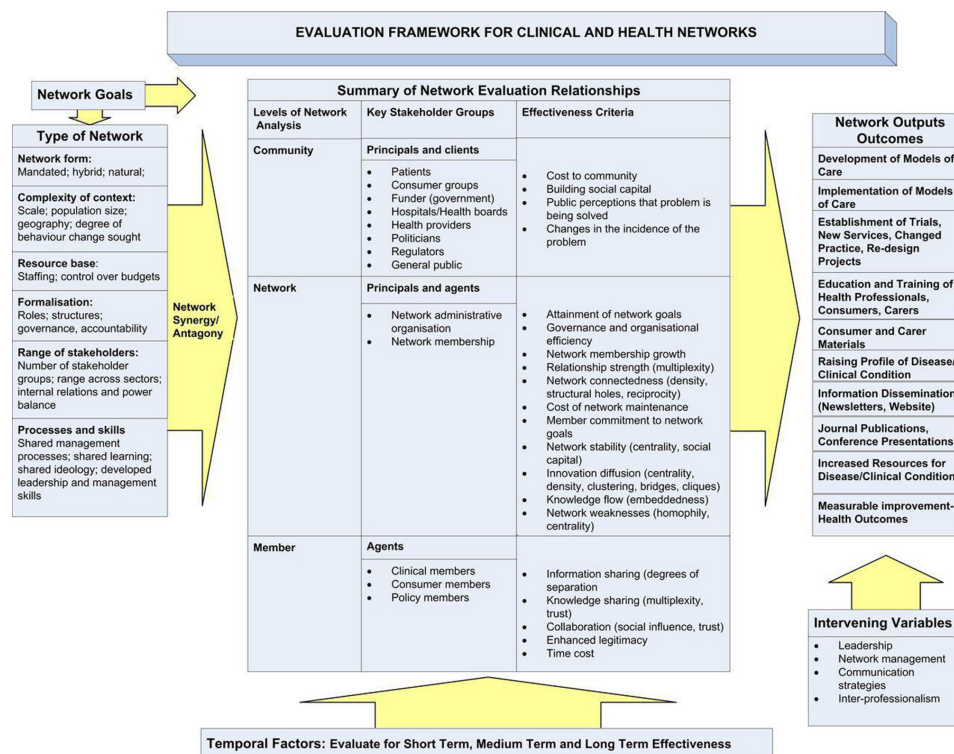 EVALUATION FRAMEWORK FOR CLINICAL AND HEALTH NETWORKS
Network Goals
Type of Network
Network form:
Mandated; hybrid; natural;
Complexity of context:
Scale; population size;
geography; degree of
behaviour change sought
Resource base:
Staffing; control over budgets
Formalisation:
Roles; structures;
governance, accountability
Range of stakeholders:
Number of stakeholder
groups; range across sectors;
internal relations and power
balance
Processes and skills
Shared management
processes; shared learning;
shared ideology; developed
leadership and management
skills
Network
Synergy/
Antagony
Summary of Network Evaluation Relationships
Levels of Network
Analysis
Key Stakeholder Groups
Effectiveness Criteria
Community
Principals and clients
• Patients
• Consumer groups
• Funder (government)
• Hospitals/Health boards
• Health providers
• Politicians
• Regulators
• General public
• Cost to community
• Building social capital
• Public perceptions that problem is
being solved
• Changes in the incidence of the
problem
Network
Principals and agents
• Network administrative
organisation
• Network membership
• Attainment of network goals
• Governance and organisational
efficiency
• Network membership growth
• Relationship strength (multiplexity)
• Network connectedness (density,
structural holes, reciprocity)
• Cost of network maintenance
• Member commitment to network
goals
• Network stability (centrality, social
capital)
• Innovation diffusion (centrality,
density, clustering, bridges, cliques)
• Knowledge flow (embeddedness)
• Network weaknesses (homophily,
centrality)
Member
Agents
• Clinical members
• Consumer members
• Policy members
• Information sharing (degrees of
separation
• Knowledge sharing (multiplexity,
trust)
• Collaboration (social influence, trust)
• Enhanced legitimacy
• Time cost
Network Outputs
Outcomes
Development of Models of
Care
Implementation of Models
of Care
Establishment of Trials,
New Services, Changed
Practice, Re-design
Projects
Education and Training of
Health Professionals,
Consumers, Carers
Consumer and Carer
Materials
Raising Profile of Disease/
Clinical Condition
Information Dissemination
(Newsletters, Website)
Journal Publications,
Conference Presentations
Increased Resources for
Disease/Clinical Condition
Measurable improvement-
Health Outcomes
Intervening Variables
• Leadership
• Network management
• Communication
strategies
• Inter-professionalism
Temporal Factors: Evaluate for Short Term, Medium Term and Long Term Effectiveness